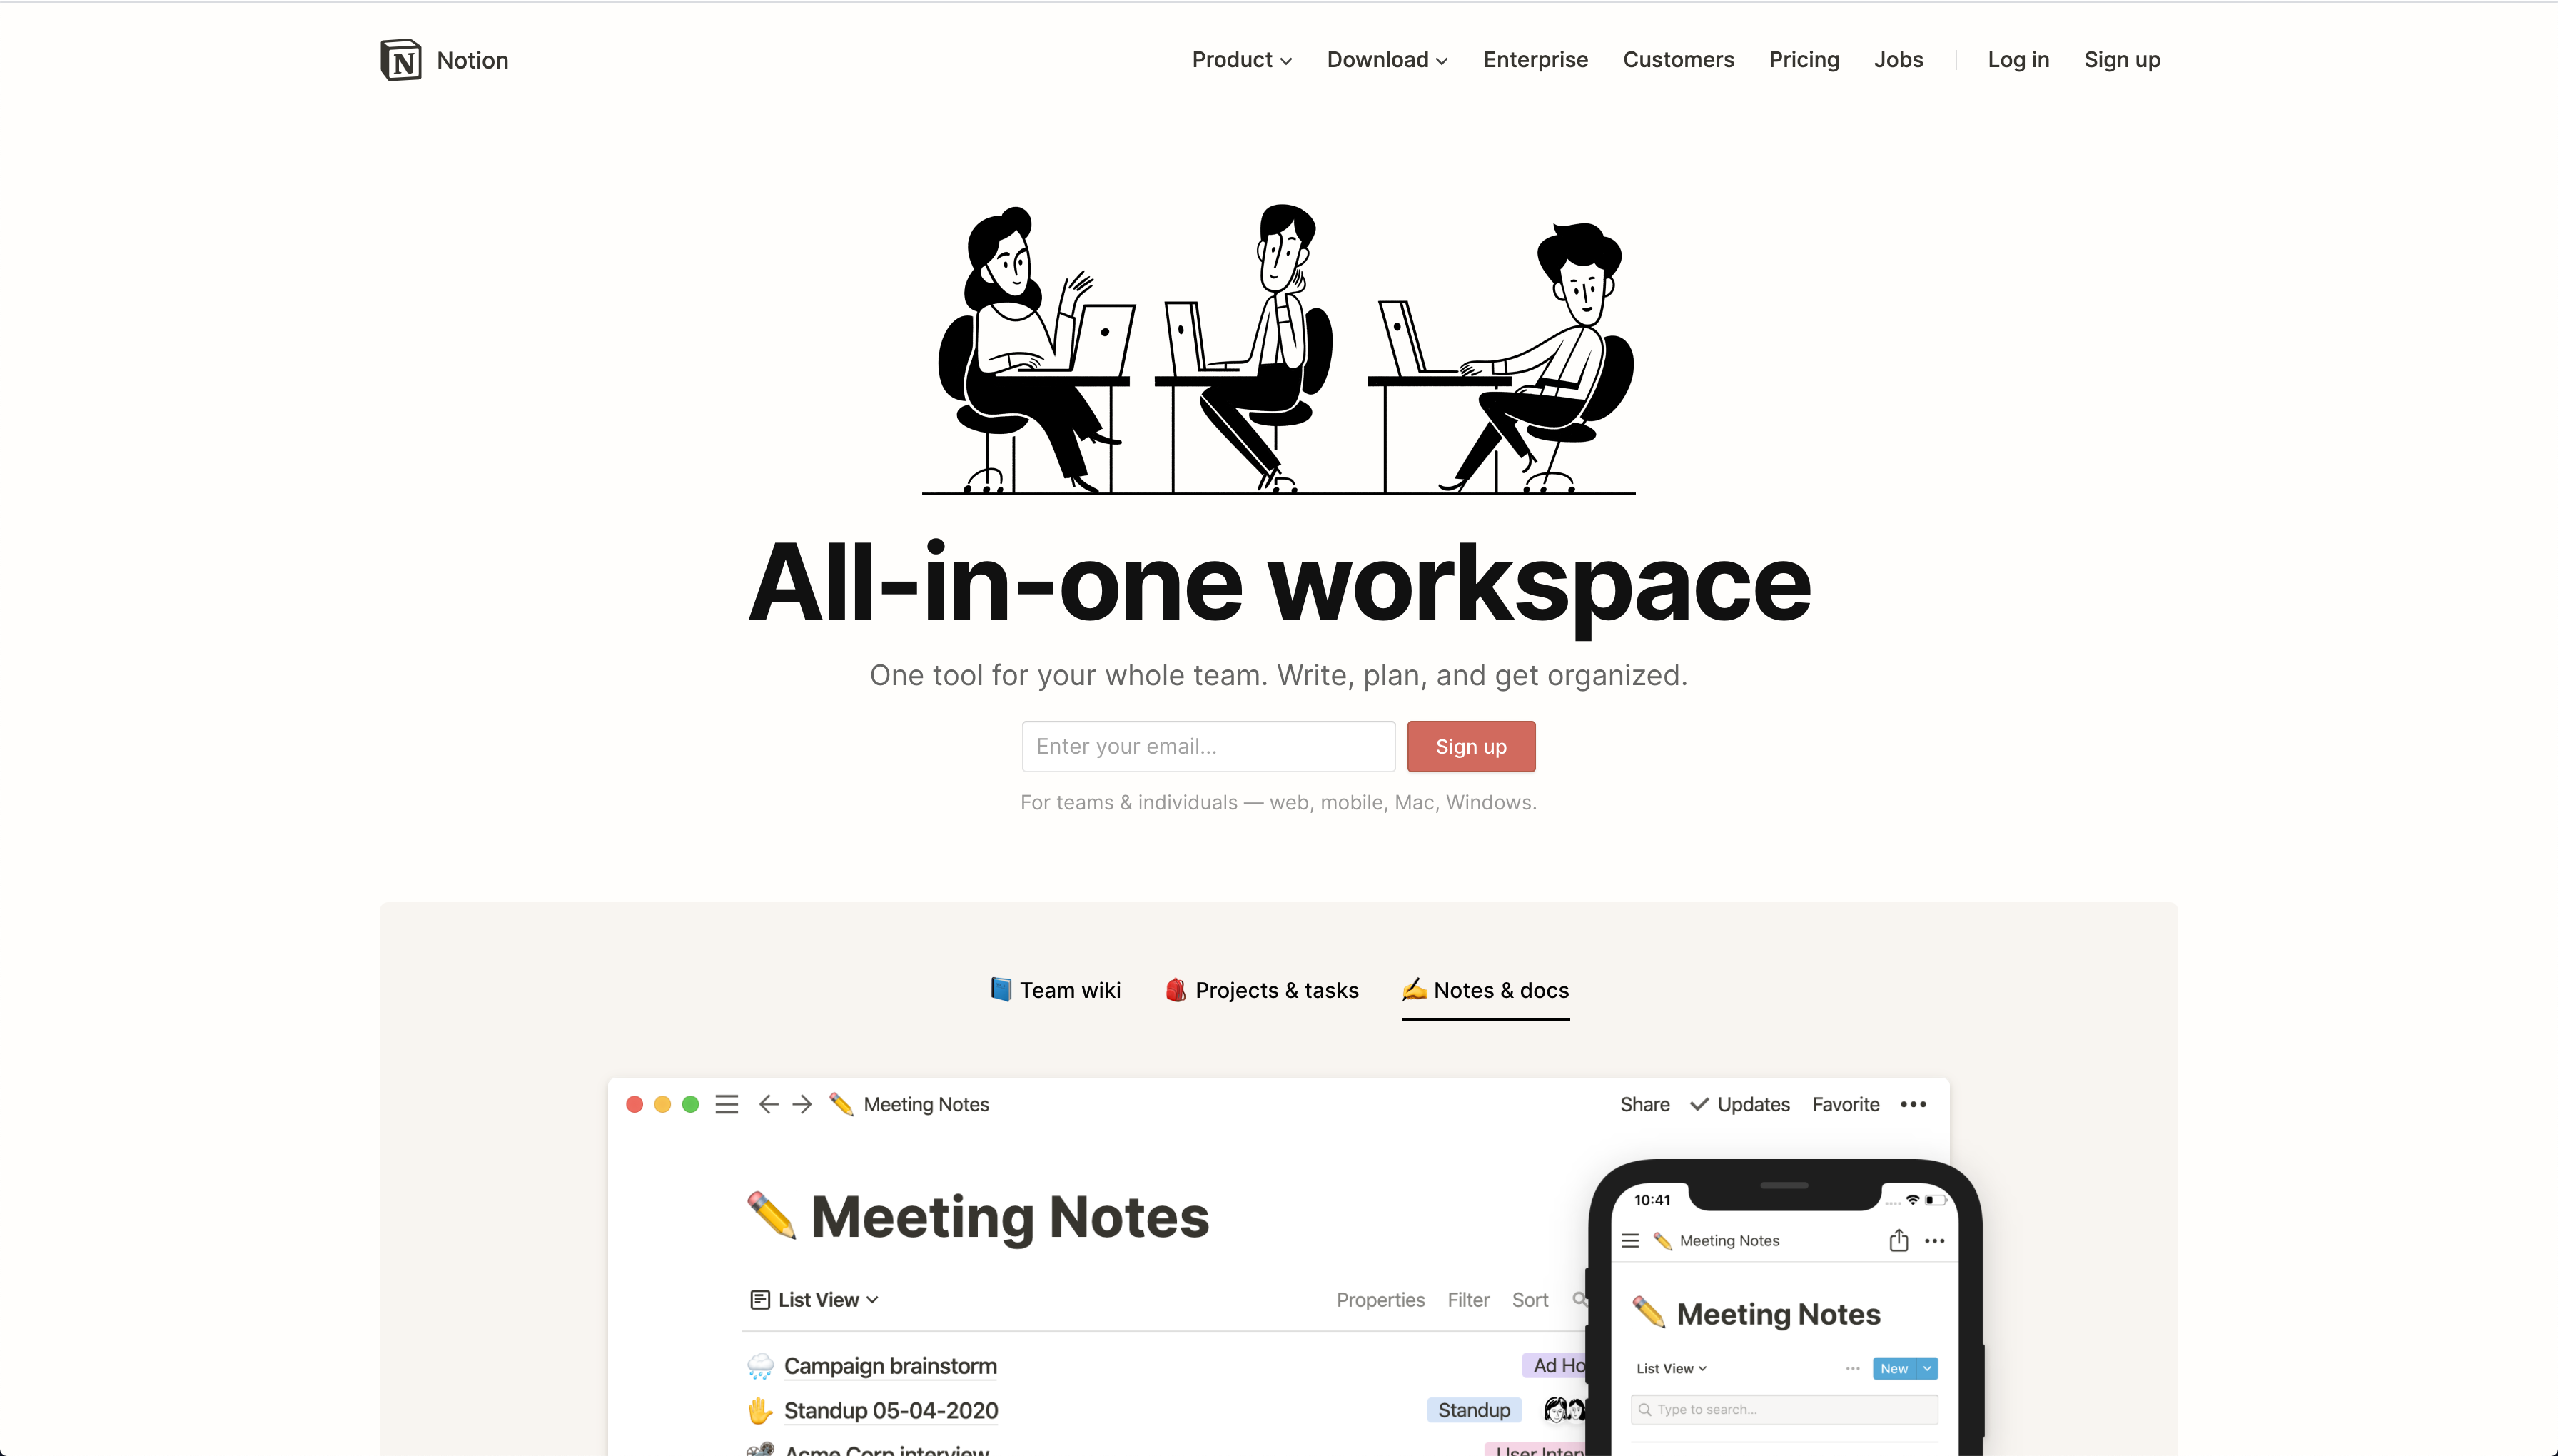 Notion
Product Download Enterprise Customers Pricing Jobs Log in Sign up
All-in-one workspace
One tool for your whole team. Write, plan, and get organized.
Enter your email... Sign up
For teams & individuals — web, mobile, Mac, Windows.
Team wiki Projects & tasks Notes & docs
Meeting Notes Share Updates Favorite
Meeting Notes
List View Properties Filter Sort
Campaign brainstorm Ad Ho
Standup 05-04-2020 Standup
Acme Corp interview User Interv
10:41
Meeting Notes
Meeting Notes
List View New
Type to search...